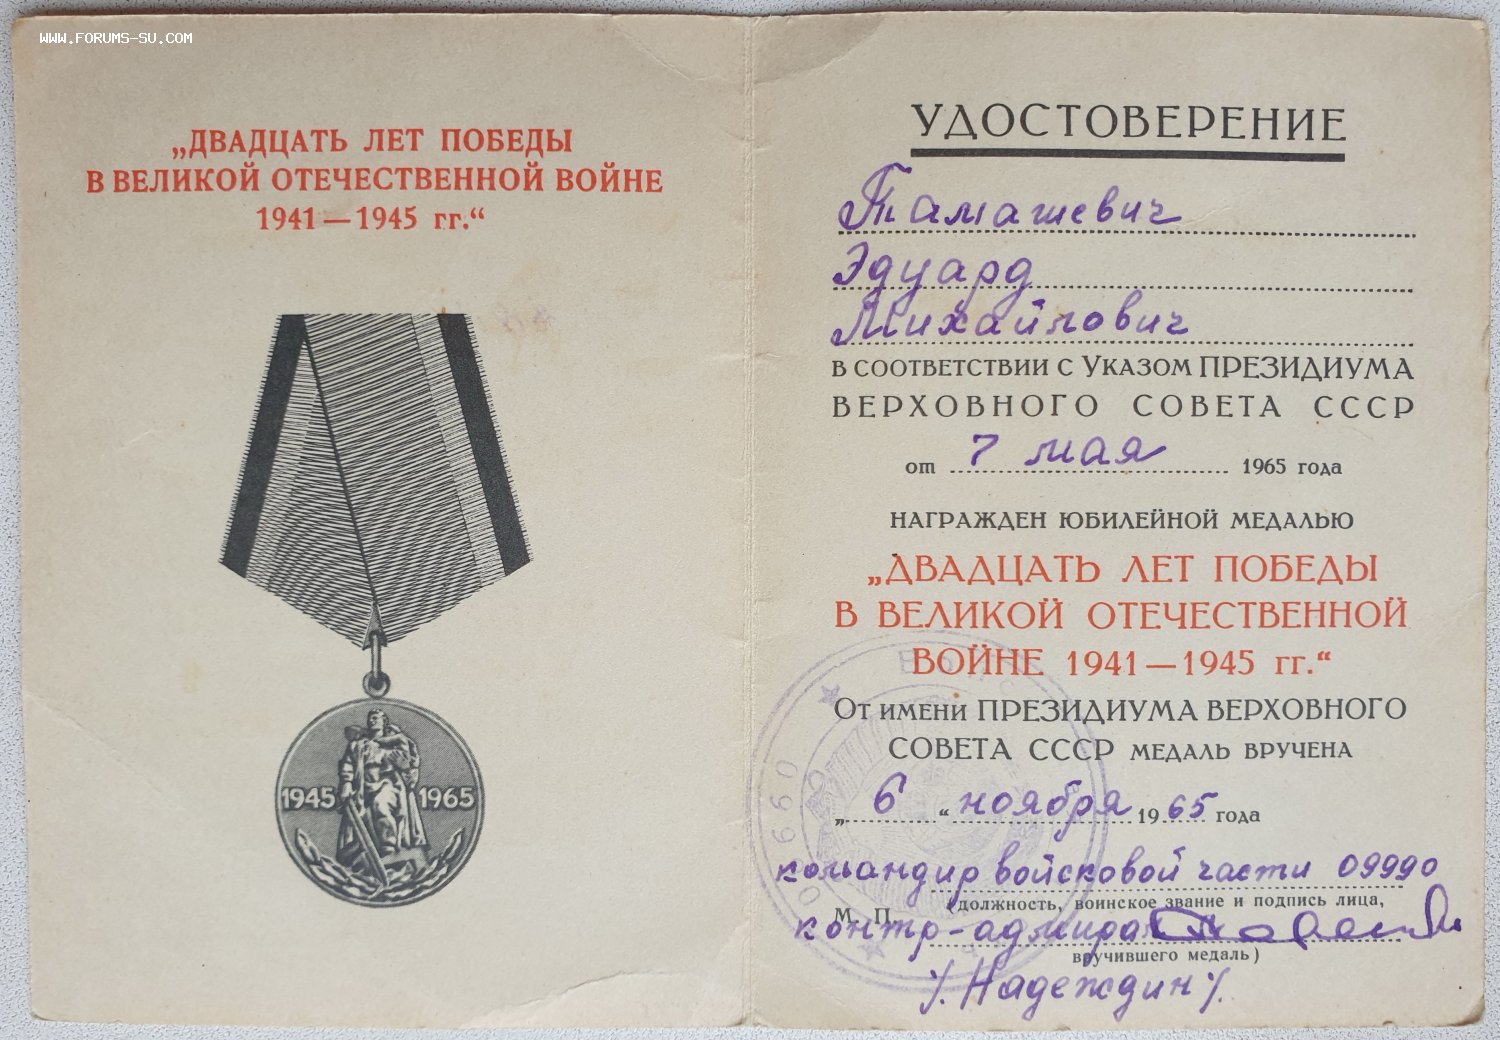 WWW.FORUMS-SU.COM
„ДВАДЦАТЬ ЛЕТ ПОБЕДЫ
В ВЕЛИКОЙ ОТЕЧЕСТВЕННОЙ ВОЙНЕ
1941—1945 гг.“
1945 1965
УДОСТОВЕРЕНИЕ
Тамашевич
Эдуард
Михайлович
В СООТВЕТСТВИИ С УКАЗОМ ПРЕЗИДИУМА
ВЕРХОВНОГО СОВЕТА СССР
от 7 мая 1965 года
НАГРАЖДЕН ЮБИЛЕЙНОЙ МЕДАЛЬЮ
„ДВАДЦАТЬ ЛЕТ ПОБЕДЫ
В ВЕЛИКОЙ ОТЕЧЕСТВЕННОЙ
ВОЙНЕ 1941—1945 гг.“
ОТ ИМЕНИ ПРЕЗИДИУМА ВЕРХОВНОГО
СОВЕТА СССР МЕДАЛЬ ВРУЧЕНА
„6“ ноября 1965 года
командир войсковой части 09990
(должность, воинское звание и подпись лица,
М. П.
контр-адмирал
вручившего медаль)
/. Надеждин /.